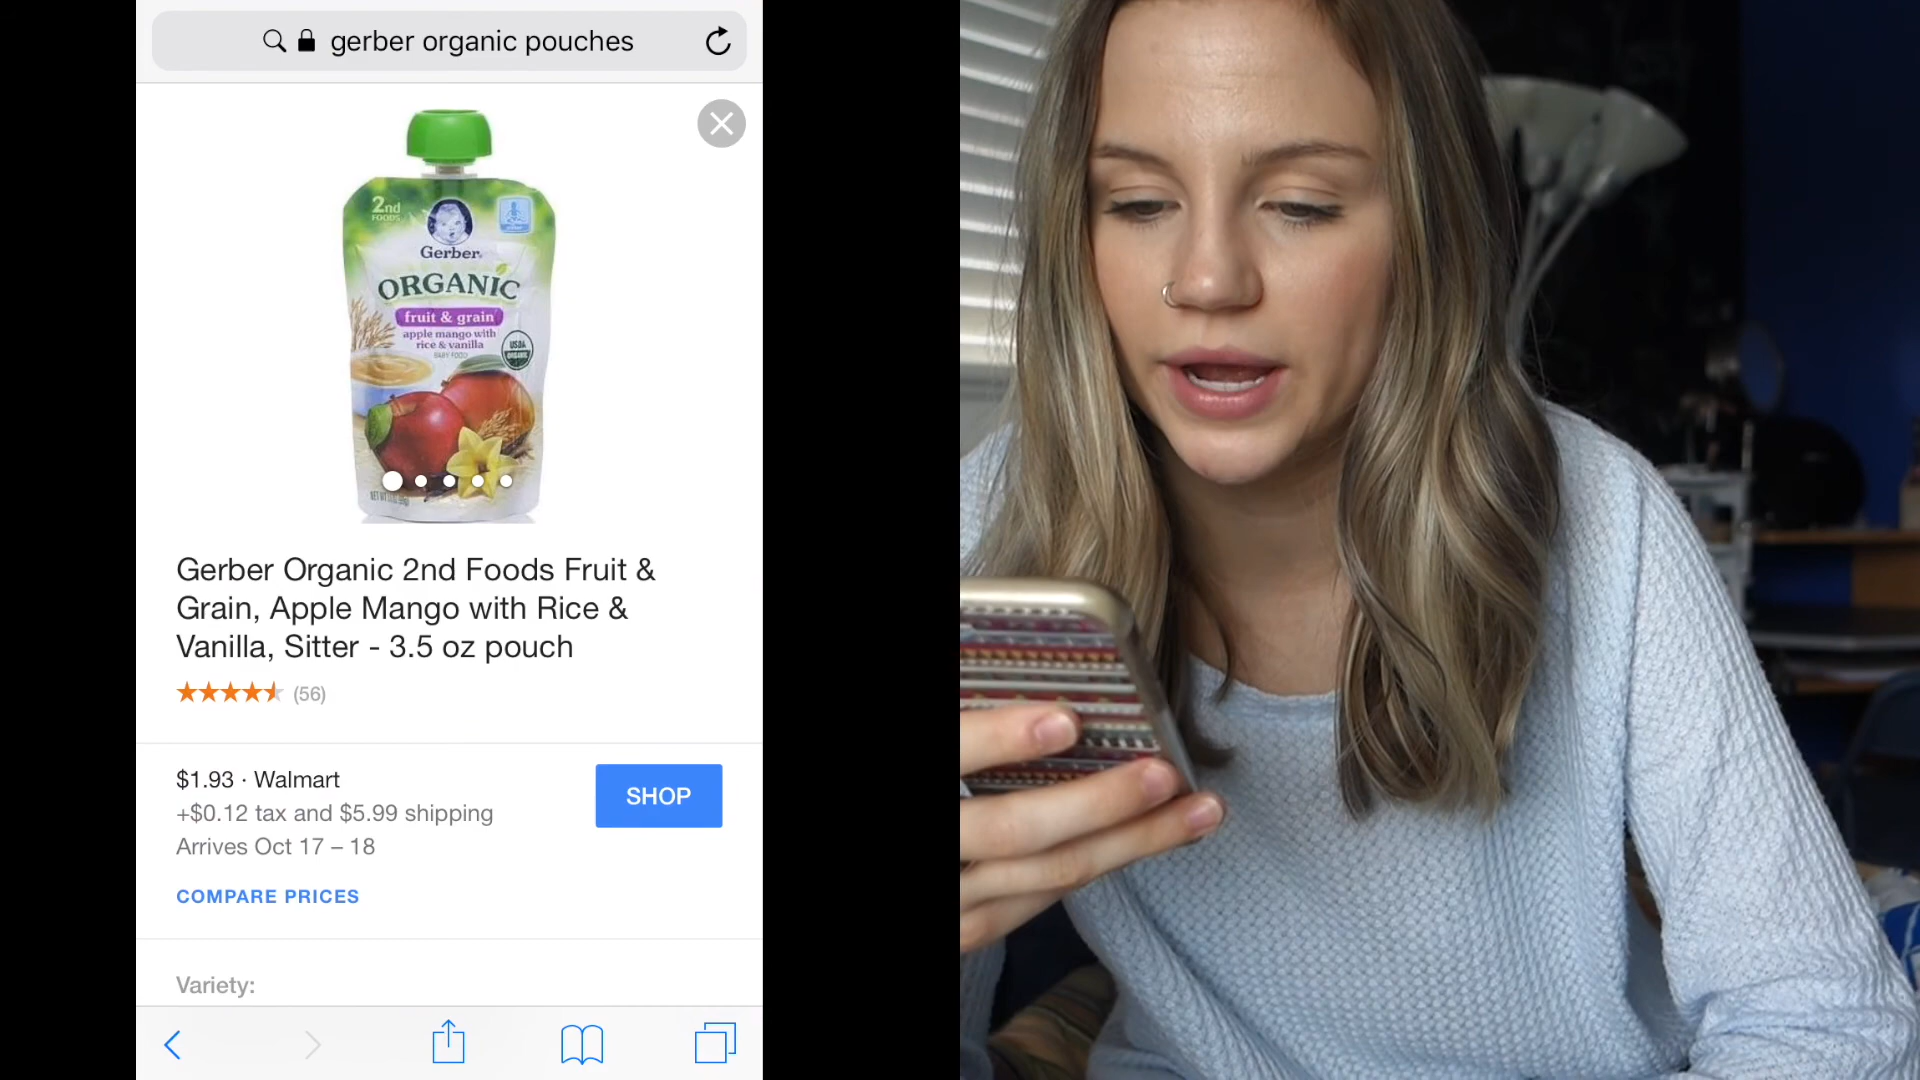 gerber organic pouches
2nd
FOODS
Gerber
ORGANIC
fruit & grain
apple mango with
rice & vanilla
BABY FOOD
USDA
ORGANIC
Gerber Organic 2nd Foods Fruit &
Grain, Apple Mango with Rice &
Vanilla, Sitter - 3.5 oz pouch
(56)
$1.93 · Walmart
+$0.12 tax and $5.99 shipping
Arrives Oct 17 – 18
SHOP
COMPARE PRICES
Variety: